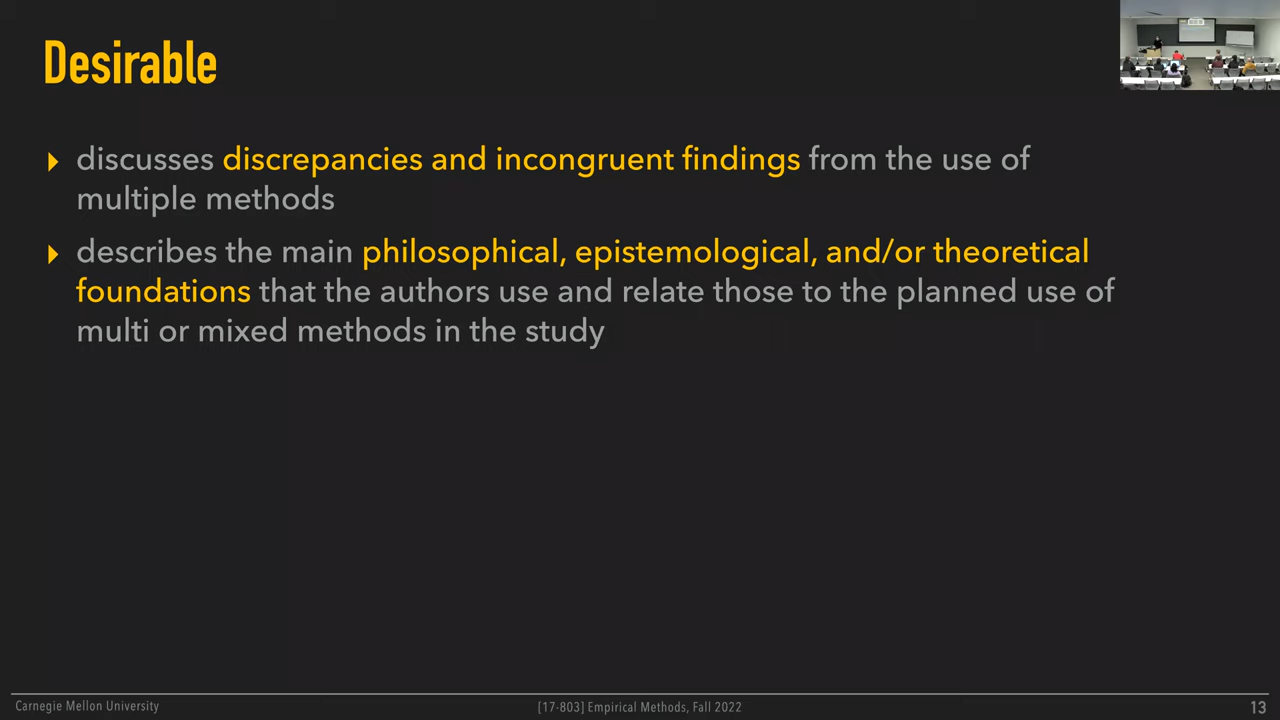 Desirable
discusses discrepancies and incongruent findings from the use of
multiple methods
describes the main philosophical, epistemological, and/or theoretical
foundations that the authors use and relate those to the planned use of
multi or mixed methods in the study
Carnegie Mellon University
[17-803] Empirical Methods, Fall 2022
13